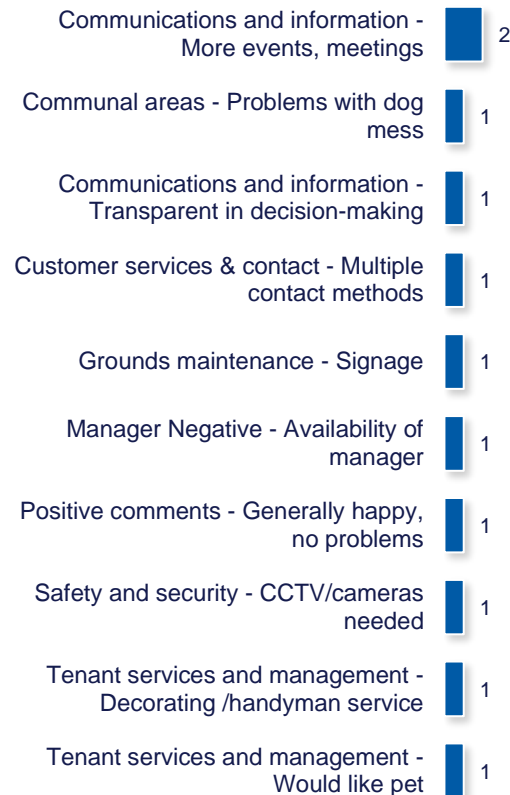 Communications and information -
More events, meetings
2
Communal areas - Problems with dog
mess
1
Communications and information -
Transparent in decision-making
1
Customer services & contact - Multiple
contact methods
1
Grounds maintenance - Signage
1
Manager Negative - Availability of
manager
1
Positive comments - Generally happy,
no problems
1
Safety and security - CCTV/cameras
needed
1
Tenant services and management -
Decorating /handyman service
1
Tenant services and management -
Would like pet
1